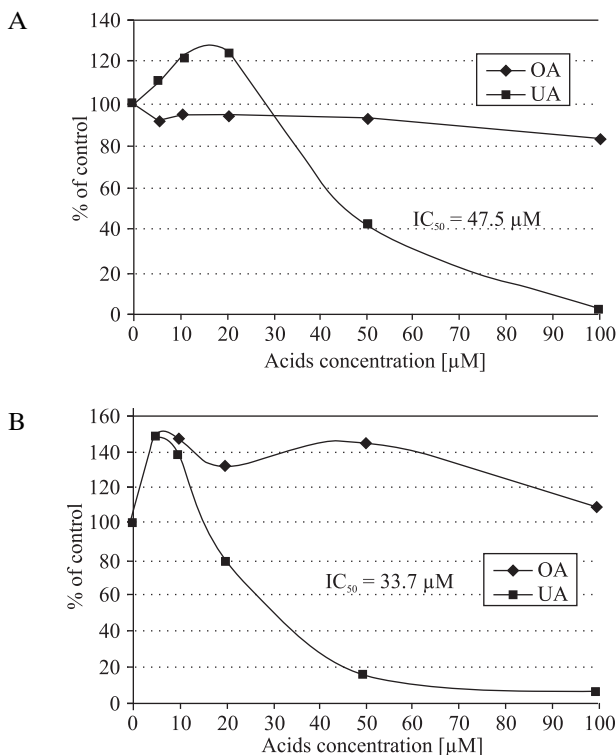 A
140
120
100
80
60
40
20
0
% of control
OA
UA
IC₅₀ = 47.5 µM
0 10 20 30 40 50 60 70 80 90 100
Acids concentration [µM]
B
160
140
120
100
80
60
40
20
0
% of control
OA
UA
IC₅₀ = 33.7 µM
0 10 20 30 40 50 60 70 80 90 100
Acids concentration [µM]